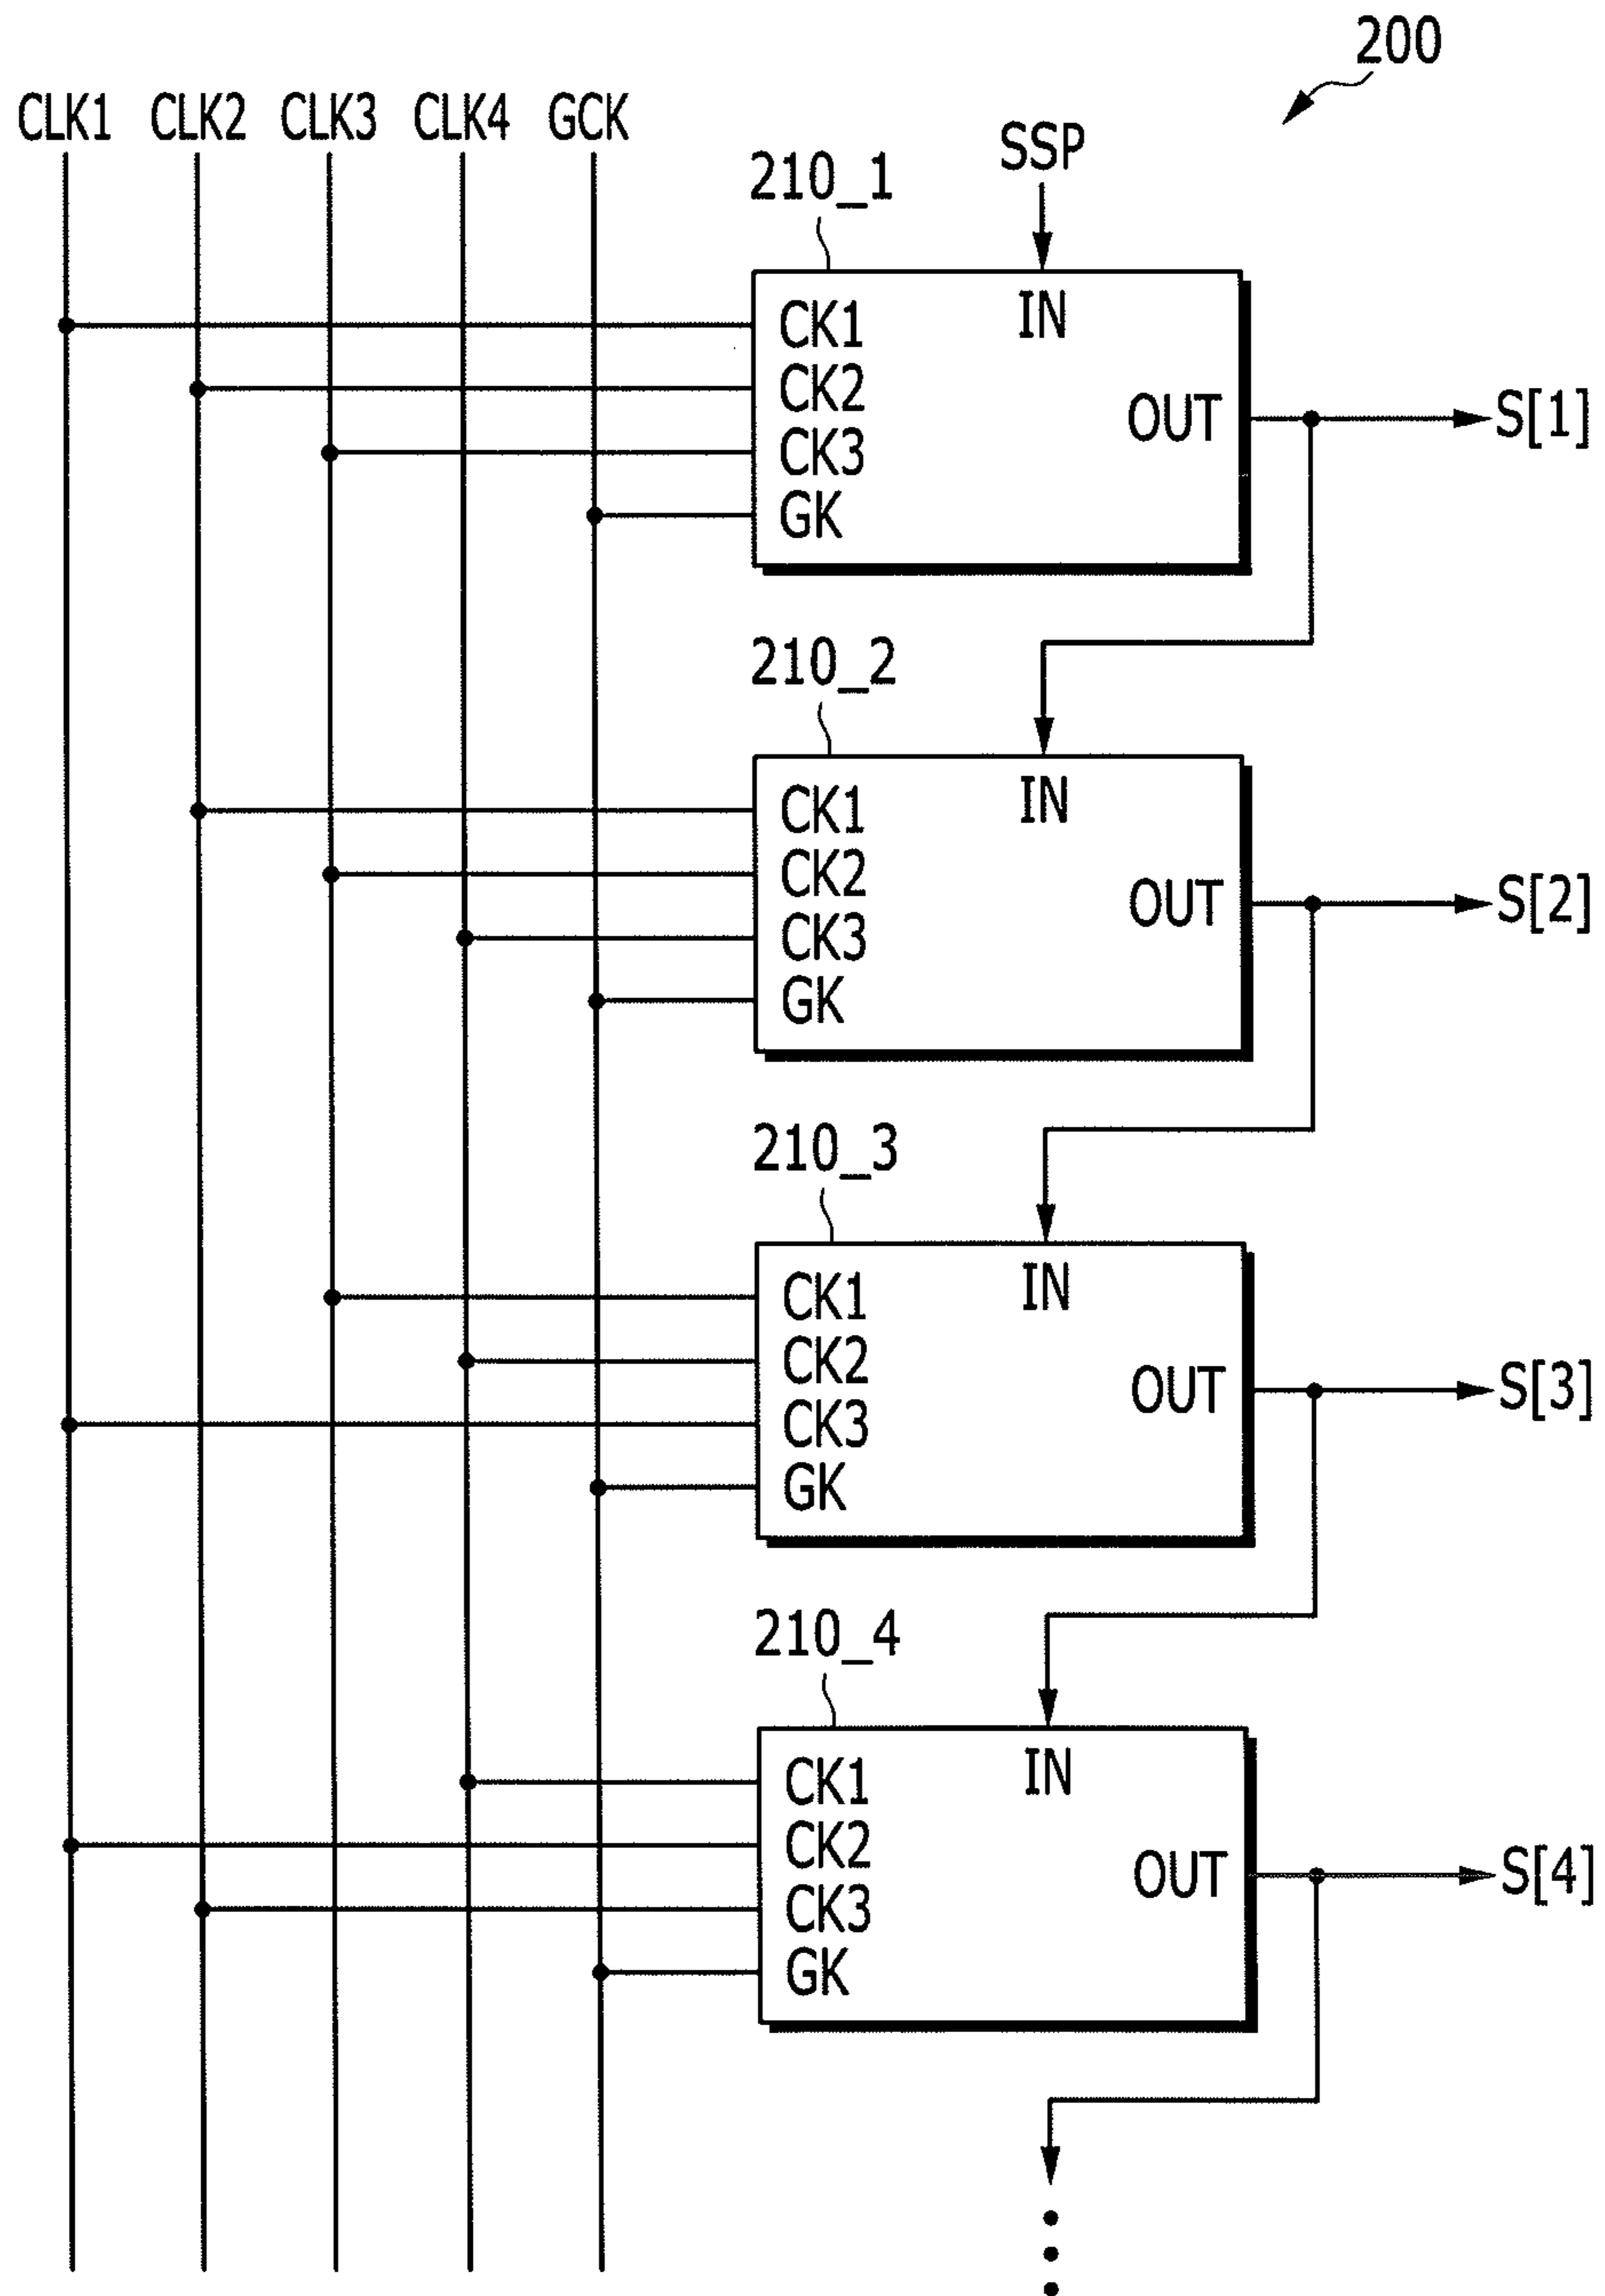 200
CLK1 CLK2 CLK3 CLK4 GCK
SSP
210_1
IN
CK1
CK2
CK3
GK
OUT
S[1]
210_2
IN
CK1
CK2
CK3
GK
OUT
S[2]
210_3
IN
CK1
CK2
CK3
GK
OUT
S[3]
210_4
IN
CK1
CK2
CK3
GK
OUT
S[4]